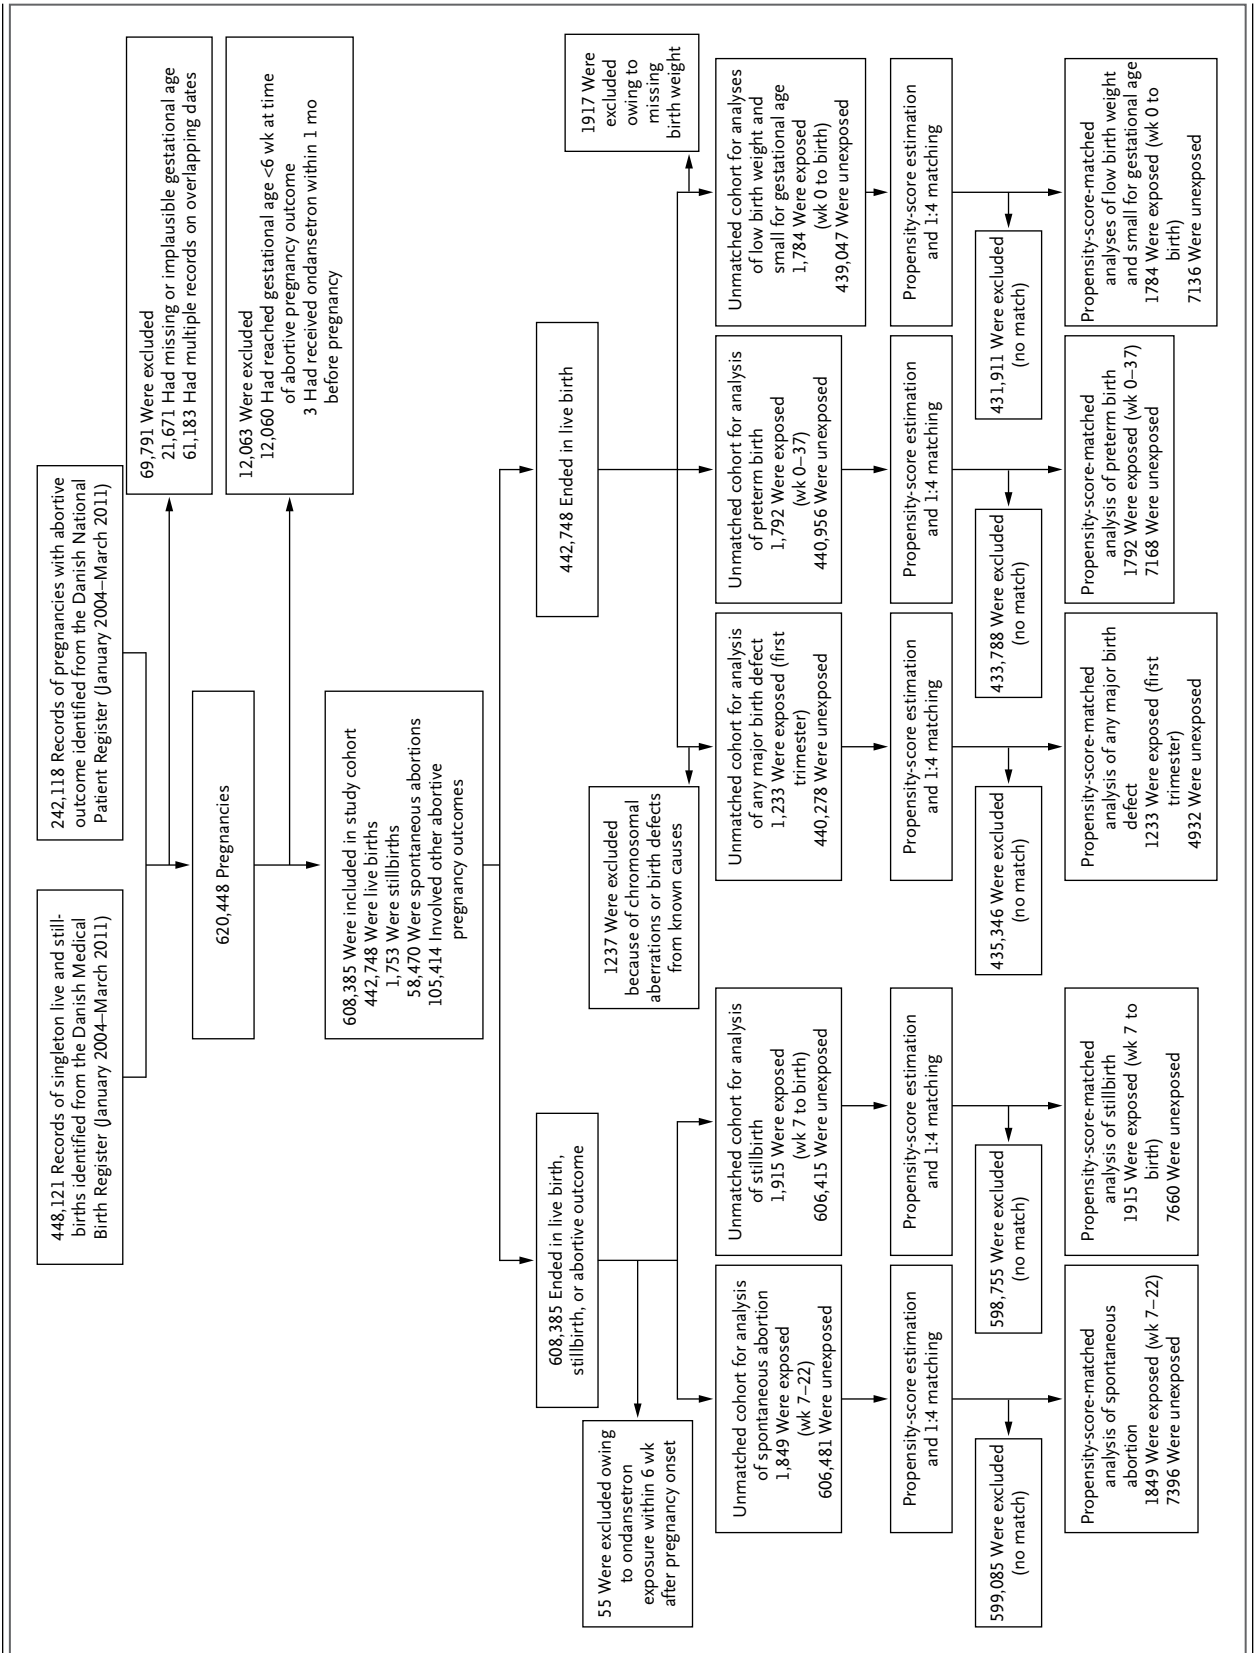 448,121 Records of singleton live and still-
births identified from the Danish Medical
Birth Register (January 2004–March 2011)
242,118 Records of pregnancies with abortive
outcome identified from the Danish National
Patient Register (January 2004–March 2011)
69,791 Were excluded
21,671 Had missing or implausible gestational age
61,183 Had multiple records on overlapping dates
620,448 Pregnancies
12,063 Were excluded
12,060 Had reached gestational age <6 wk at time
of abortive pregnancy outcome
3 Had received ondansetron within 1 mo
before pregnancy
608,385 Were included in study cohort
442,748 Were live births
1,753 Were stillbirths
58,470 Were spontaneous abortions
105,414 Involved other abortive
pregnancy outcomes
608,385 Ended in live birth,
stillbirth, or abortive outcome
442,748 Ended in live birth
55 Were excluded owing
to ondansetron
exposure within 6 wk
after pregnancy onset
1237 Were excluded
because of chromosomal
aberrations or birth defects
from known causes
1917 Were
excluded
owing to
missing
birth weight
Unmatched cohort for analysis
of spontaneous abortion
1,849 Were exposed
(wk 7–22)
606,481 Were unexposed
Unmatched cohort for analysis
of stillbirth
1,915 Were exposed
(wk 7 to birth)
606,415 Were unexposed
Unmatched cohort for analysis
of any major birth defect
1,233 Were exposed (first
trimester)
440,278 Were unexposed
Unmatched cohort for analysis
of preterm birth
1,792 Were exposed
(wk 0–37)
440,956 Were unexposed
Unmatched cohort for analyses
of low birth weight and
small for gestational age
1,784 Were exposed
(wk 0 to birth)
439,047 Were unexposed
Propensity-score estimation
and 1:4 matching
Propensity-score estimation
and 1:4 matching
Propensity-score estimation
and 1:4 matching
Propensity-score estimation
and 1:4 matching
Propensity-score estimation
and 1:4 matching
599,085 Were excluded
(no match)
598,755 Were excluded
(no match)
435,346 Were excluded
(no match)
433,788 Were excluded
(no match)
431,911 Were excluded
(no match)
Propensity-score-matched
analysis of spontaneous
abortion
1849 Were exposed (wk 7–22)
7396 Were unexposed
Propensity-score-matched
analysis of stillbirth
1915 Were exposed (wk 7 to
birth)
7660 Were unexposed
Propensity-score-matched
analysis of any major birth
defect
1233 Were exposed (first
trimester)
4932 Were unexposed
Propensity-score-matched
analysis of preterm birth
1792 Were exposed (wk 0–37)
7168 Were unexposed
Propensity-score-matched
analyses of low birth weight
and small for gestational age
1784 Were exposed (wk 0 to
birth)
7136 Were unexposed